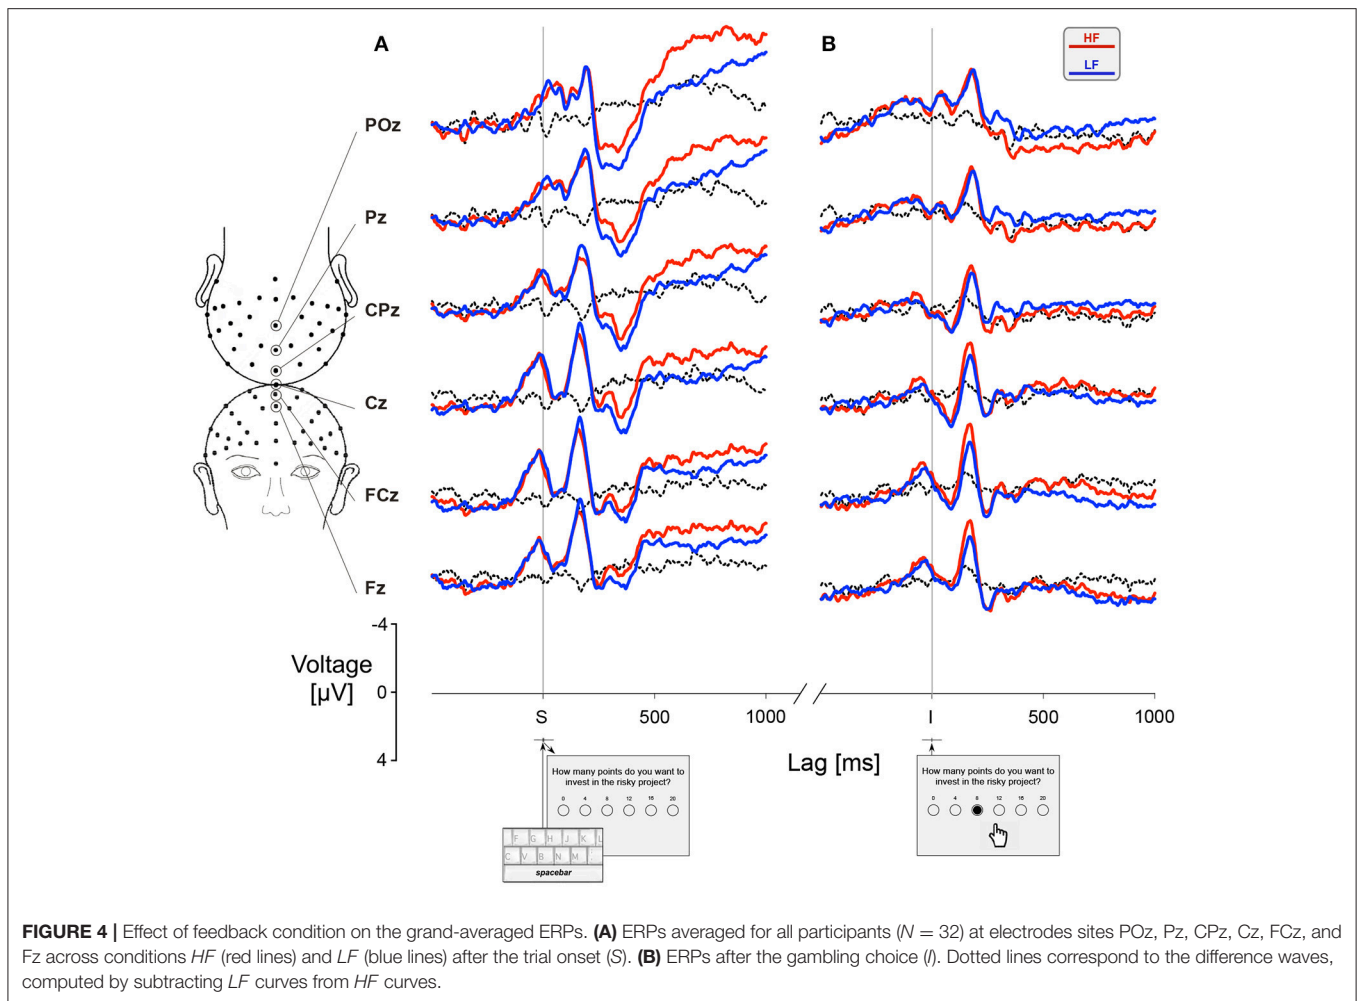 A
B
HF
LF
POz
Pz
CPz
Cz
FCz
Fz
-4
Voltage
[µV]
0
4
S
500
1000
I
500
1000
Lag [ms]
How many points do you want to
invest in the risky project?
0 4 8 12 16 20
F G H J K L
C V B N M
spacebar
How many points do you want to
invest in the risky project?
0 4 8 12 16 20
FIGURE 4 | Effect of feedback condition on the grand-averaged ERPs. (A) ERPs averaged for all participants (N = 32) at electrodes sites POz, Pz, CPz, Cz, FCz, and
Fz across conditions HF (red lines) and LF (blue lines) after the trial onset (S). (B) ERPs after the gambling choice (I). Dotted lines correspond to the difference waves,
computed by subtracting LF curves from HF curves.